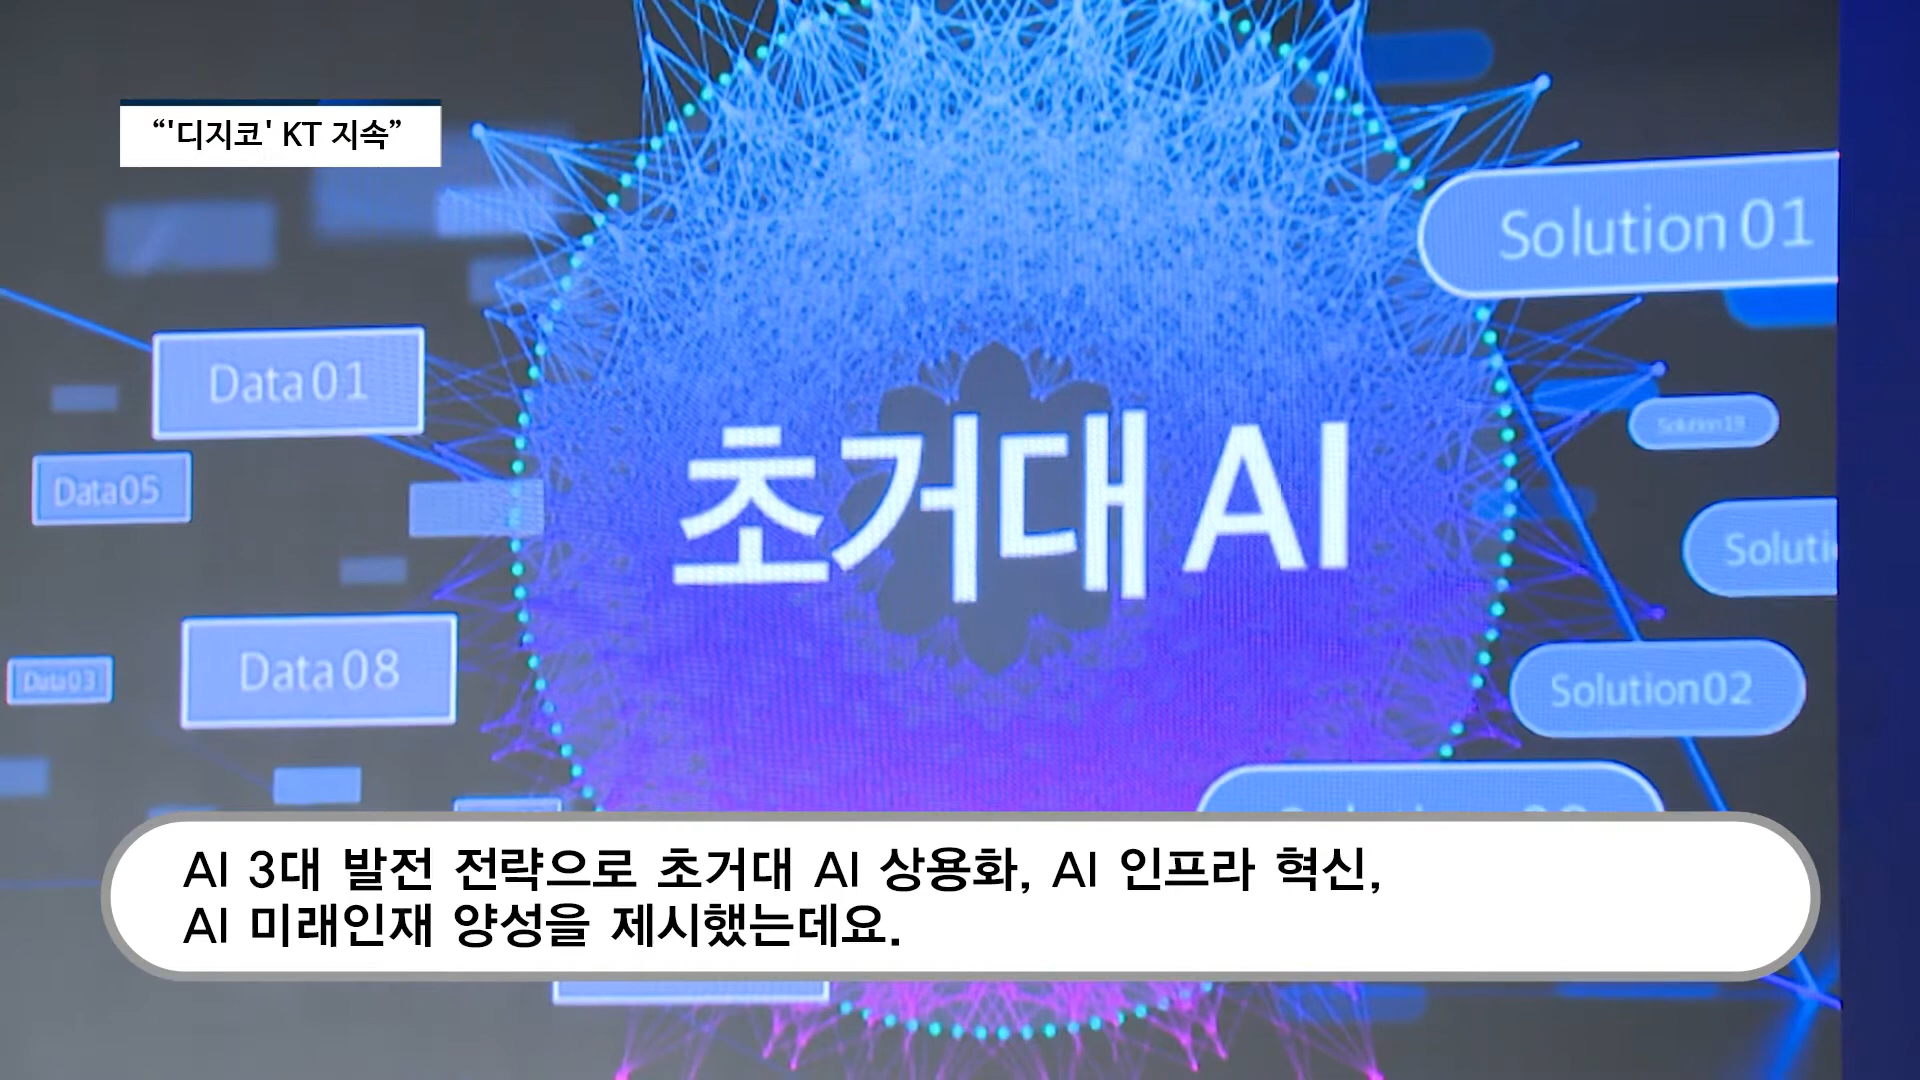 “'디지코' KT 지속”
Solution 01
Data 01
Solution19
Data05
초거대 AI
Soluti
Data03
Data 08
Solution02
AI 3대 발전 전략으로 초거대 AI 상용화, AI 인프라 혁신,
AI 미래인재 양성을 제시했는데요.